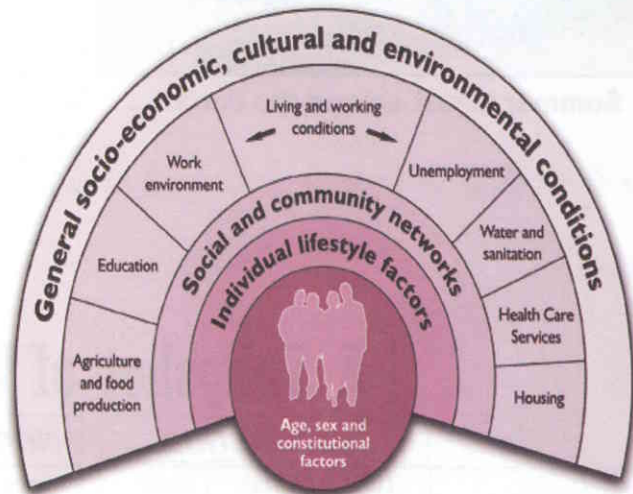 General socio-economic, cultural and environmental conditions
Living and working
conditions
Work
environment
Unemployment
Education
Water and
sanitation
Agriculture
and food
production
Health Care
Services
Housing
Social and community networks
Individual lifestyle factors
Age, sex and
constitutional
factors